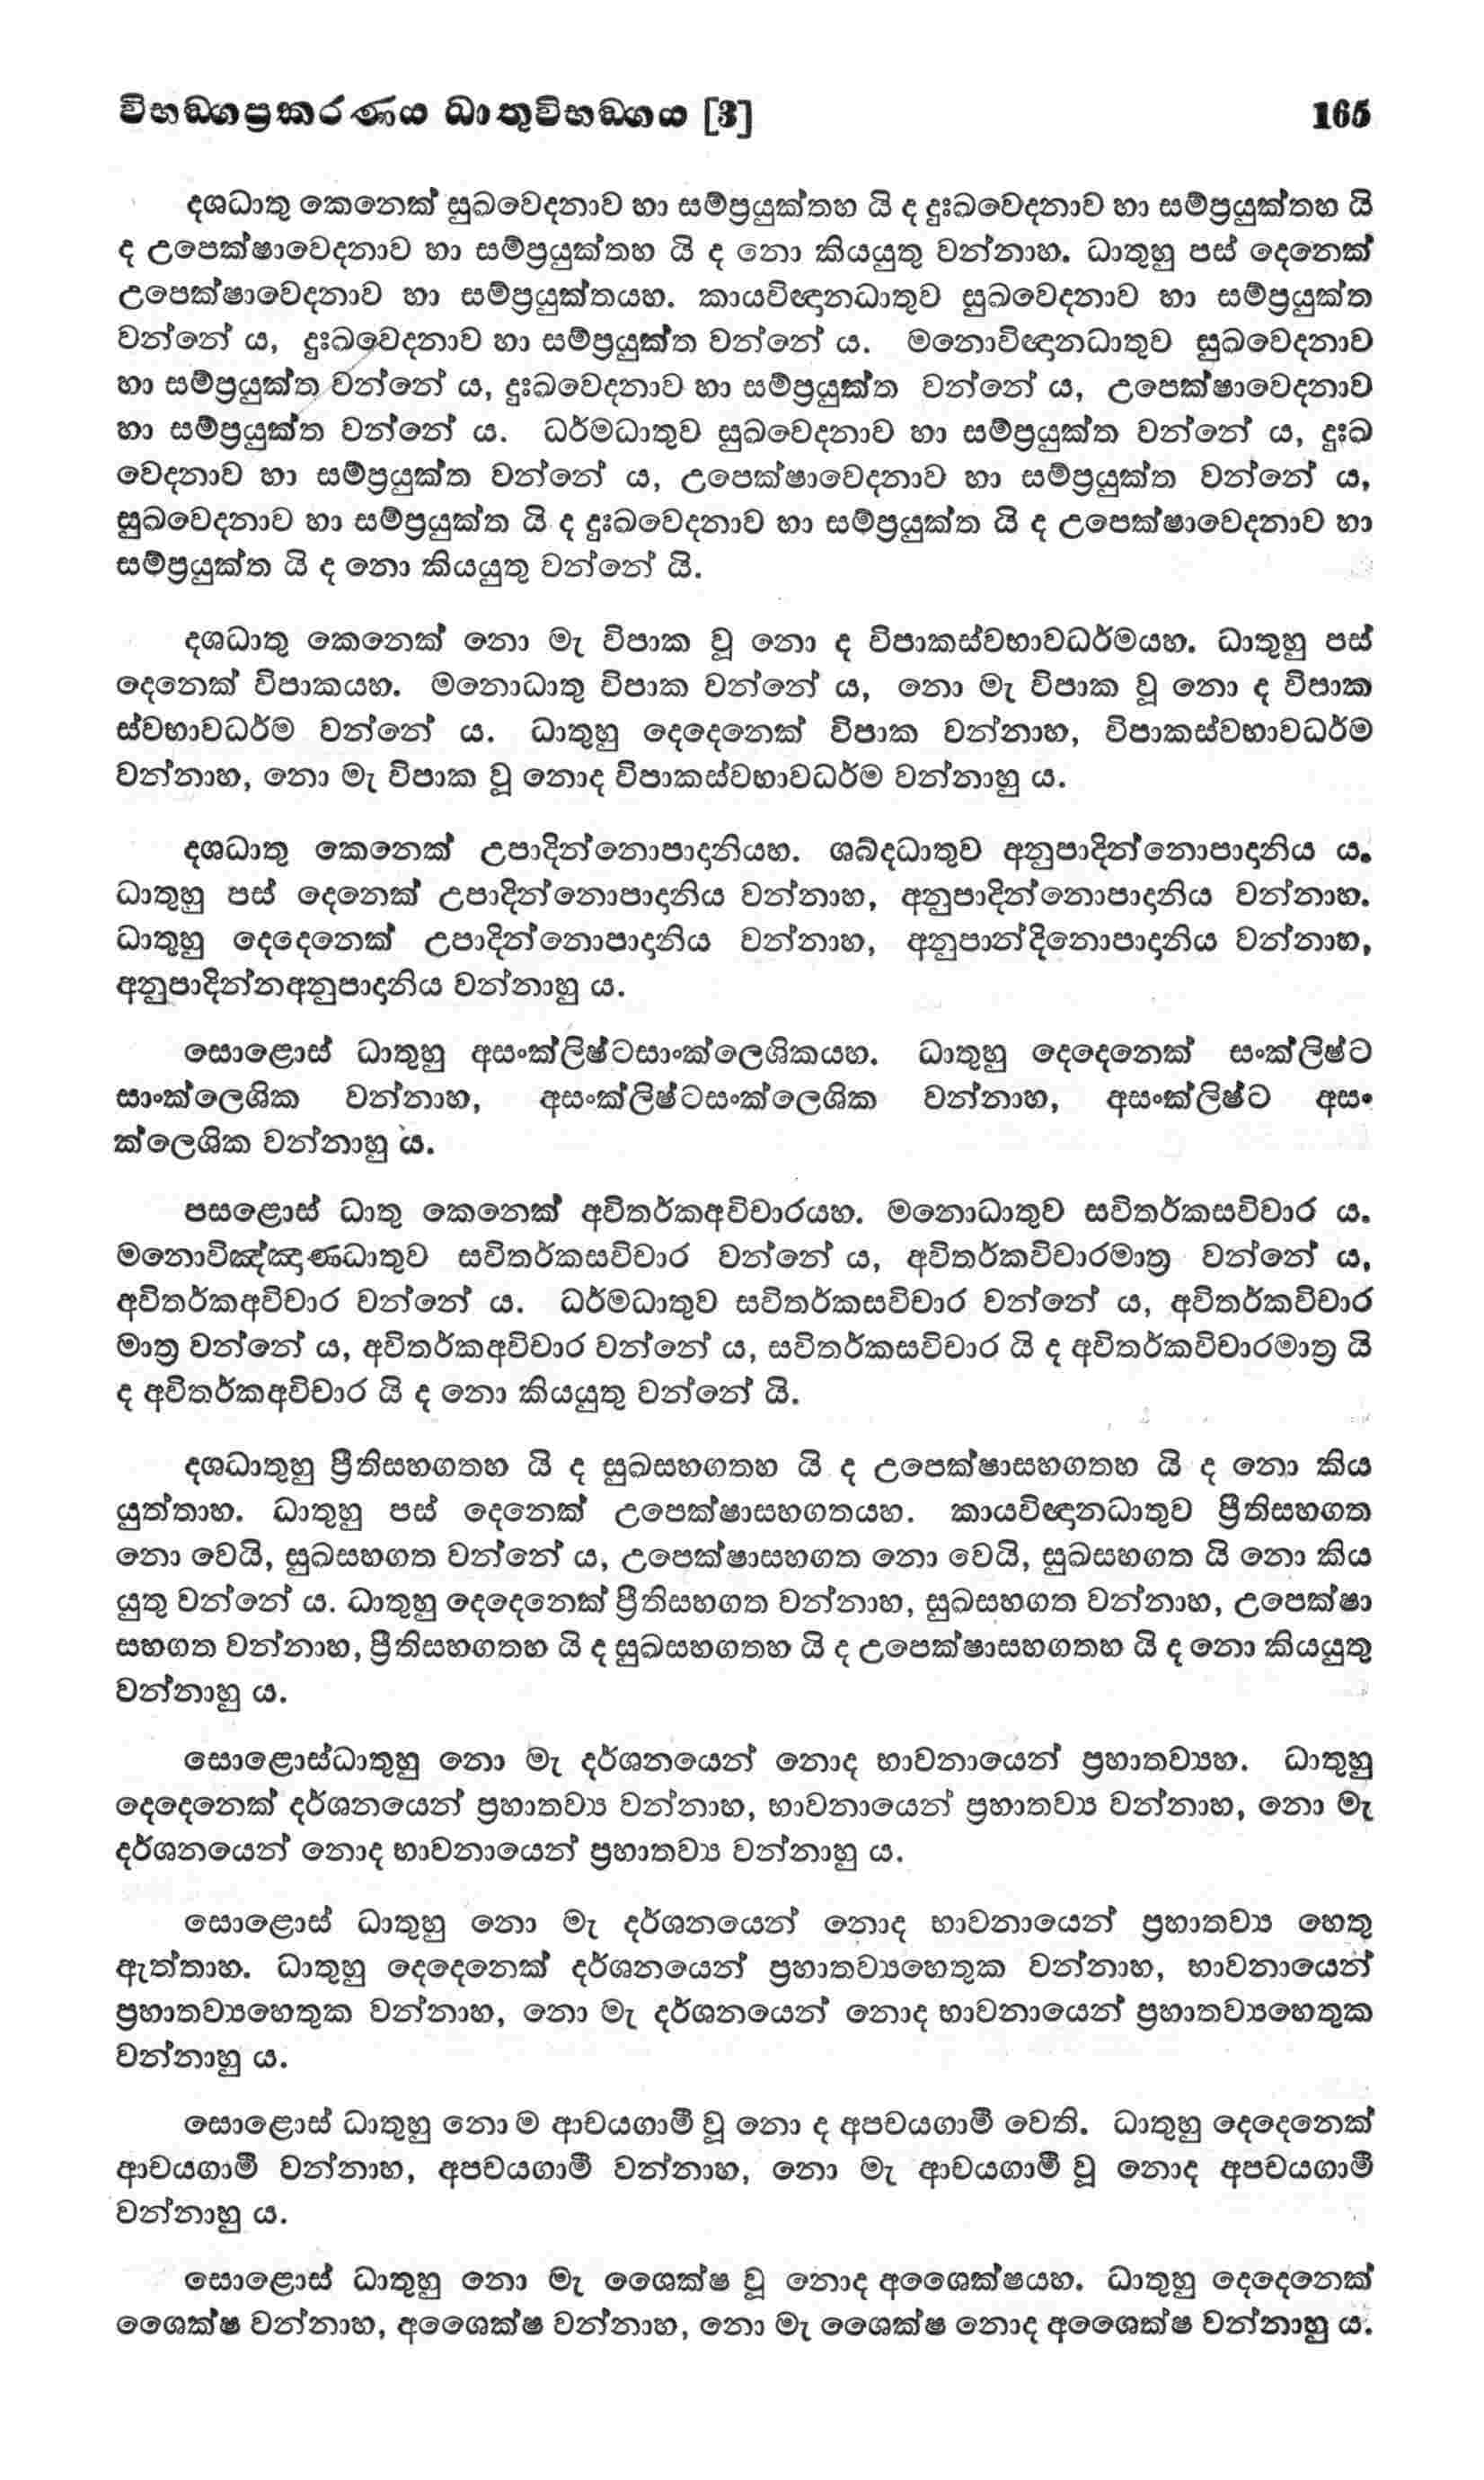 විභඞ්ගප්‍රකරණය ධාතුවිභඞ්ගය [3] 165
දශධාතු කෙනෙක් සුඛවෙදනාව හා සම්ප්‍රයුක්තහ යි ද දුඃඛවෙදනාව හා සම්ප්‍රයුක්තහ යි
ද උපෙක්ෂාවෙදනාව හා සම්ප්‍රයුක්තහ යි ද නො කියයුතු වන්නාහ. ධාතුහු පස් දෙනෙක්
උපෙක්ෂාවෙදනාව හා සම්ප්‍රයුක්තයහ. කායවිඥානධාතුව සුඛවෙදනාව හා සම්ප්‍රයුක්ත
වන්නේ ය, දුඃඛවෙදනාව හා සම්ප්‍රයුක්ත වන්නේ ය. මනොවිඥානධාතුව සුඛවෙදනාව
හා සම්ප්‍රයුක්ත වන්නේ ය, දුඃඛවෙදනාව හා සම්ප්‍රයුක්ත වන්නේ ය, උපෙක්ෂාවෙදනාව
හා සම්ප්‍රයුක්ත වන්නේ ය. ධර්මධාතුව සුඛවෙදනාව හා සම්ප්‍රයුක්ත වන්නේ ය, දුඃඛ
වෙදනාව හා සම්ප්‍රයුක්ත වන්නේ ය, උපෙක්ෂාවෙදනාව හා සම්ප්‍රයුක්ත වන්නේ ය,
සුඛවෙදනාව හා සම්ප්‍රයුක්ත යි ද දුඃඛවෙදනාව හා සම්ප්‍රයුක්ත යි ද උපෙක්ෂාවෙදනාව හා
සම්ප්‍රයුක්ත යි ද නො කියයුතු වන්නේ යි.
දශධාතු කෙනෙක් නො මැ විපාක වූ නො ද විපාකස්වභාවධර්මයහ. ධාතුහු පස්
දෙනෙක් විපාකයහ. මනොධාතු විපාක වන්නේ ය, නො මැ විපාක වූ නො ද විපාක
ස්වභාවධර්ම වන්නේ ය. ධාතුහු දෙදෙනෙක් විපාක වන්නාහ, විපාකස්වභාවධර්ම
වන්නාහ, නො මැ විපාක වූ නොද විපාකස්වභාවධර්ම වන්නාහු ය.
දශධාතු කෙනෙක් උපාදින්නොපාදානියහ. ශබ්දධාතුව අනුපාදින්නොපාදානිය ය.
ධාතුහු පස් දෙනෙක් උපාදින්නොපාදානිය වන්නාහ, අනුපාදින්නොපාදානිය වන්නාහ.
ධාතුහු දෙදෙනෙක් උපාදින්නොපාදානිය වන්නාහ, අනුපාන්දිනොපාදානිය වන්නාහ,
අනුපාදින්නඅනුපාදානිය වන්නාහු ය.
සොළොස් ධාතුහු අසංක්ලිෂ්ටසාංක්ලෙශිකයහ. ධාතුහු දෙදෙනෙක් සංක්ලිෂ්ට
සාංක්ලෙශික වන්නාහ, අසංක්ලිෂ්ටසංක්ලෙශික වන්නාහ, අසංක්ලිෂ්ට අසං
ක්ලෙශික වන්නාහු ය.
පසළොස් ධාතු කෙනෙක් අවිතර්කඅවිචාරයහ. මනොධාතුව සවිතර්කසවිචාර ය.
මනොවිඤ්ඤාණධාතුව සවිතර්කසවිචාර වන්නේ ය, අවිතර්කවිචාරමාත්‍ර වන්නේ ය,
අවිතර්කඅවිචාර වන්නේ ය. ධර්මධාතුව සවිතර්කසවිචාර වන්නේ ය, අවිතර්කවිචාර
මාත්‍ර වන්නේ ය, අවිතර්කඅවිචාර වන්නේ ය, සවිතර්කසවිචාර යි ද අවිතර්කවිචාරමාත්‍ර යි
ද අවිතර්කඅවිචාර යි ද නො කියයුතු වන්නේ යි.
දශධාතුහු ප්‍රීතිසහගතහ යි ද සුඛසහගතහ යි ද උපෙක්ෂාසහගතහ යි ද නො කිය
යුත්තාහ. ධාතුහු පස් දෙනෙක් උපෙක්ෂාසහගතයහ. කායවිඥානධාතුව ප්‍රීතිසහගත
නො වෙයි, සුඛසහගත වන්නේ ය, උපෙක්ෂාසහගත නො වෙයි, සුඛසහගත යි නො කිය
යුතු වන්නේ ය. ධාතුහු දෙදෙනෙක් ප්‍රීතිසහගත වන්නාහ, සුඛසහගත වන්නාහ, උපෙක්ෂා
සහගත වන්නාහ, ප්‍රීතිසහගතහ යි ද සුඛසහගතහ යි ද උපෙක්ෂාසහගතහ යි ද නො කියයුතු
වන්නාහු ය.
සොළොස්ධාතුහු නො මැ දර්ශනයෙන් නොද භාවනායෙන් ප්‍රහාතව්‍යහ. ධාතුහු
දෙදෙනෙක් දර්ශනයෙන් ප්‍රහාතව්‍ය වන්නාහ, භාවනායෙන් ප්‍රහාතව්‍ය වන්නාහ, නො මැ
දර්ශනයෙන් නොද භාවනායෙන් ප්‍රහාතව්‍ය වන්නාහු ය.
සොළොස් ධාතුහු නො මැ දර්ශනයෙන් නොද භාවනායෙන් ප්‍රහාතව්‍ය හෙතු
ඇත්තාහ. ධාතුහු දෙදෙනෙක් දර්ශනයෙන් ප්‍රහාතව්‍යහෙතුක වන්නාහ, භාවනායෙන්
ප්‍රහාතව්‍යහෙතුක වන්නාහ, නො මැ දර්ශනයෙන් නොද භාවනායෙන් ප්‍රහාතව්‍යහෙතුක
වන්නාහු ය.
සොළොස් ධාතුහු නො ම ආචයගාමී වූ නො ද අපචයගාමී වෙති. ධාතුහු දෙදෙනෙක්
ආචයගාමී වන්නාහ, අපචයගාමී වන්නාහ, නො මැ ආචයගාමී වූ නොද අපචයගාමී
වන්නාහු ය.
සොළොස් ධාතුහු නො මැ ශෛක්ෂ වූ නොද අශෛක්ෂයහ. ධාතුහු දෙදෙනෙක්
ශෛක්ෂ වන්නාහ, අශෛක්ෂ වන්නාහ, නො මැ ශෛක්ෂ නොද අශෛක්ෂ වන්නාහු ය.